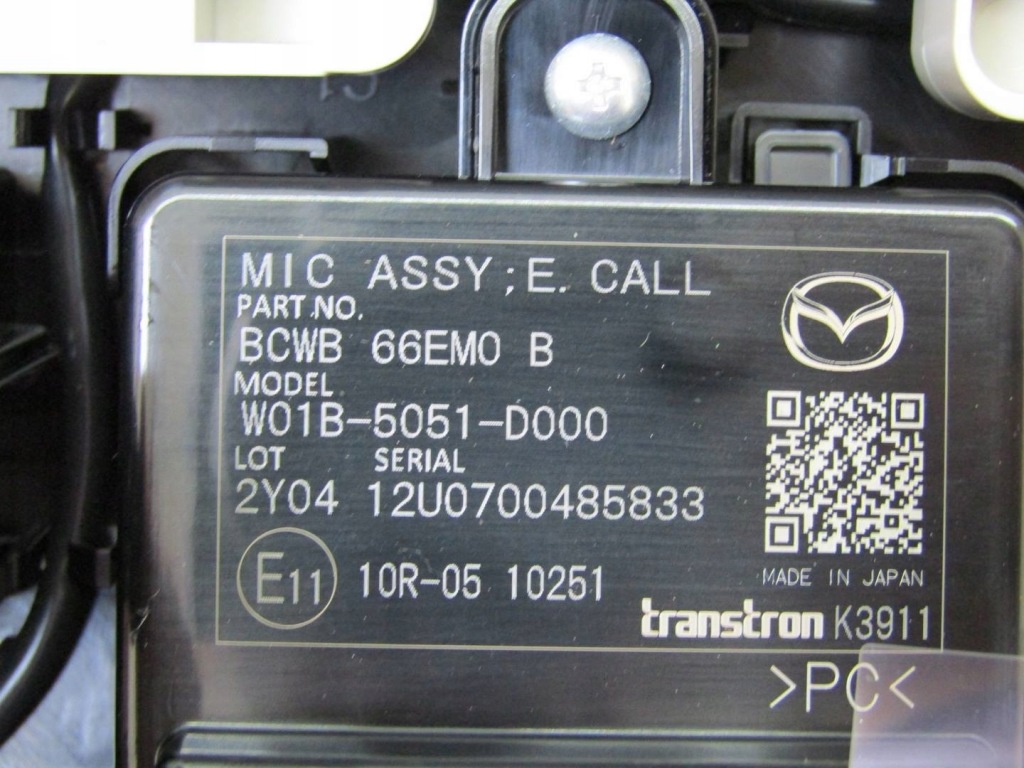 C1
MIC ASSY;E. CALL
PART NO.
BCWB 66EM0 B
MODEL
W01B-5051-D000
LOT SERIAL
2Y04 12U0700485833
E11 10R-05 10251
MADE IN JAPAN
transtron K3911
>PC<